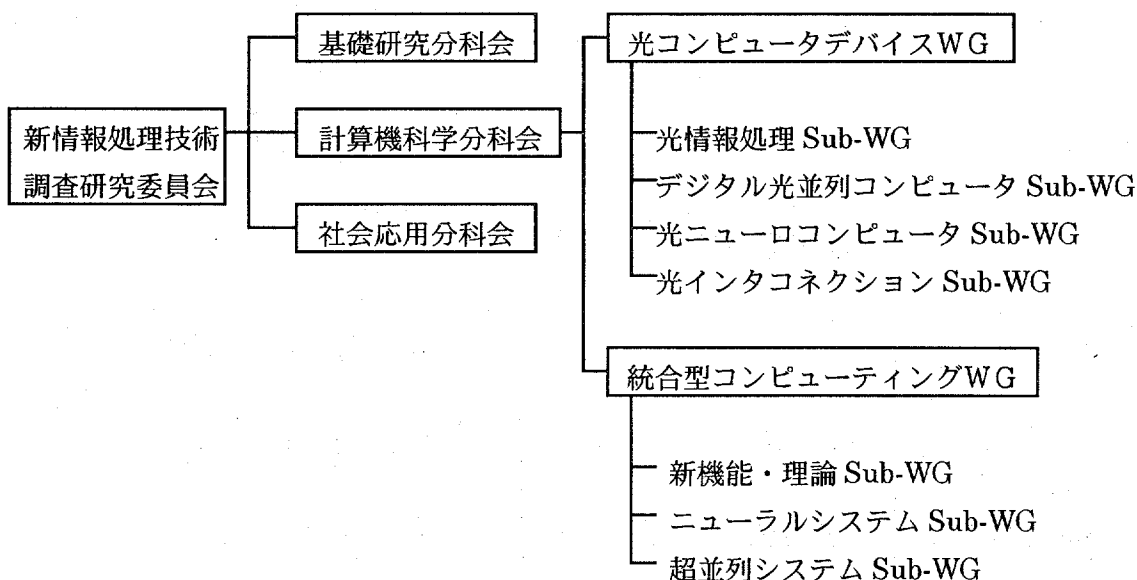 新情報処理技術
調査研究委員会
基礎研究分科会
計算機科学分科会
社会応用分科会
光コンピュータデバイスＷＧ
光情報処理 Sub-WG
デジタル光並列コンピュータ Sub-WG
光ニューロコンピュータ Sub-WG
光インタコネクション Sub-WG
統合型コンピューティングＷＧ
新機能・理論 Sub-WG
ニューラルシステム Sub-WG
超並列システム Sub-WG